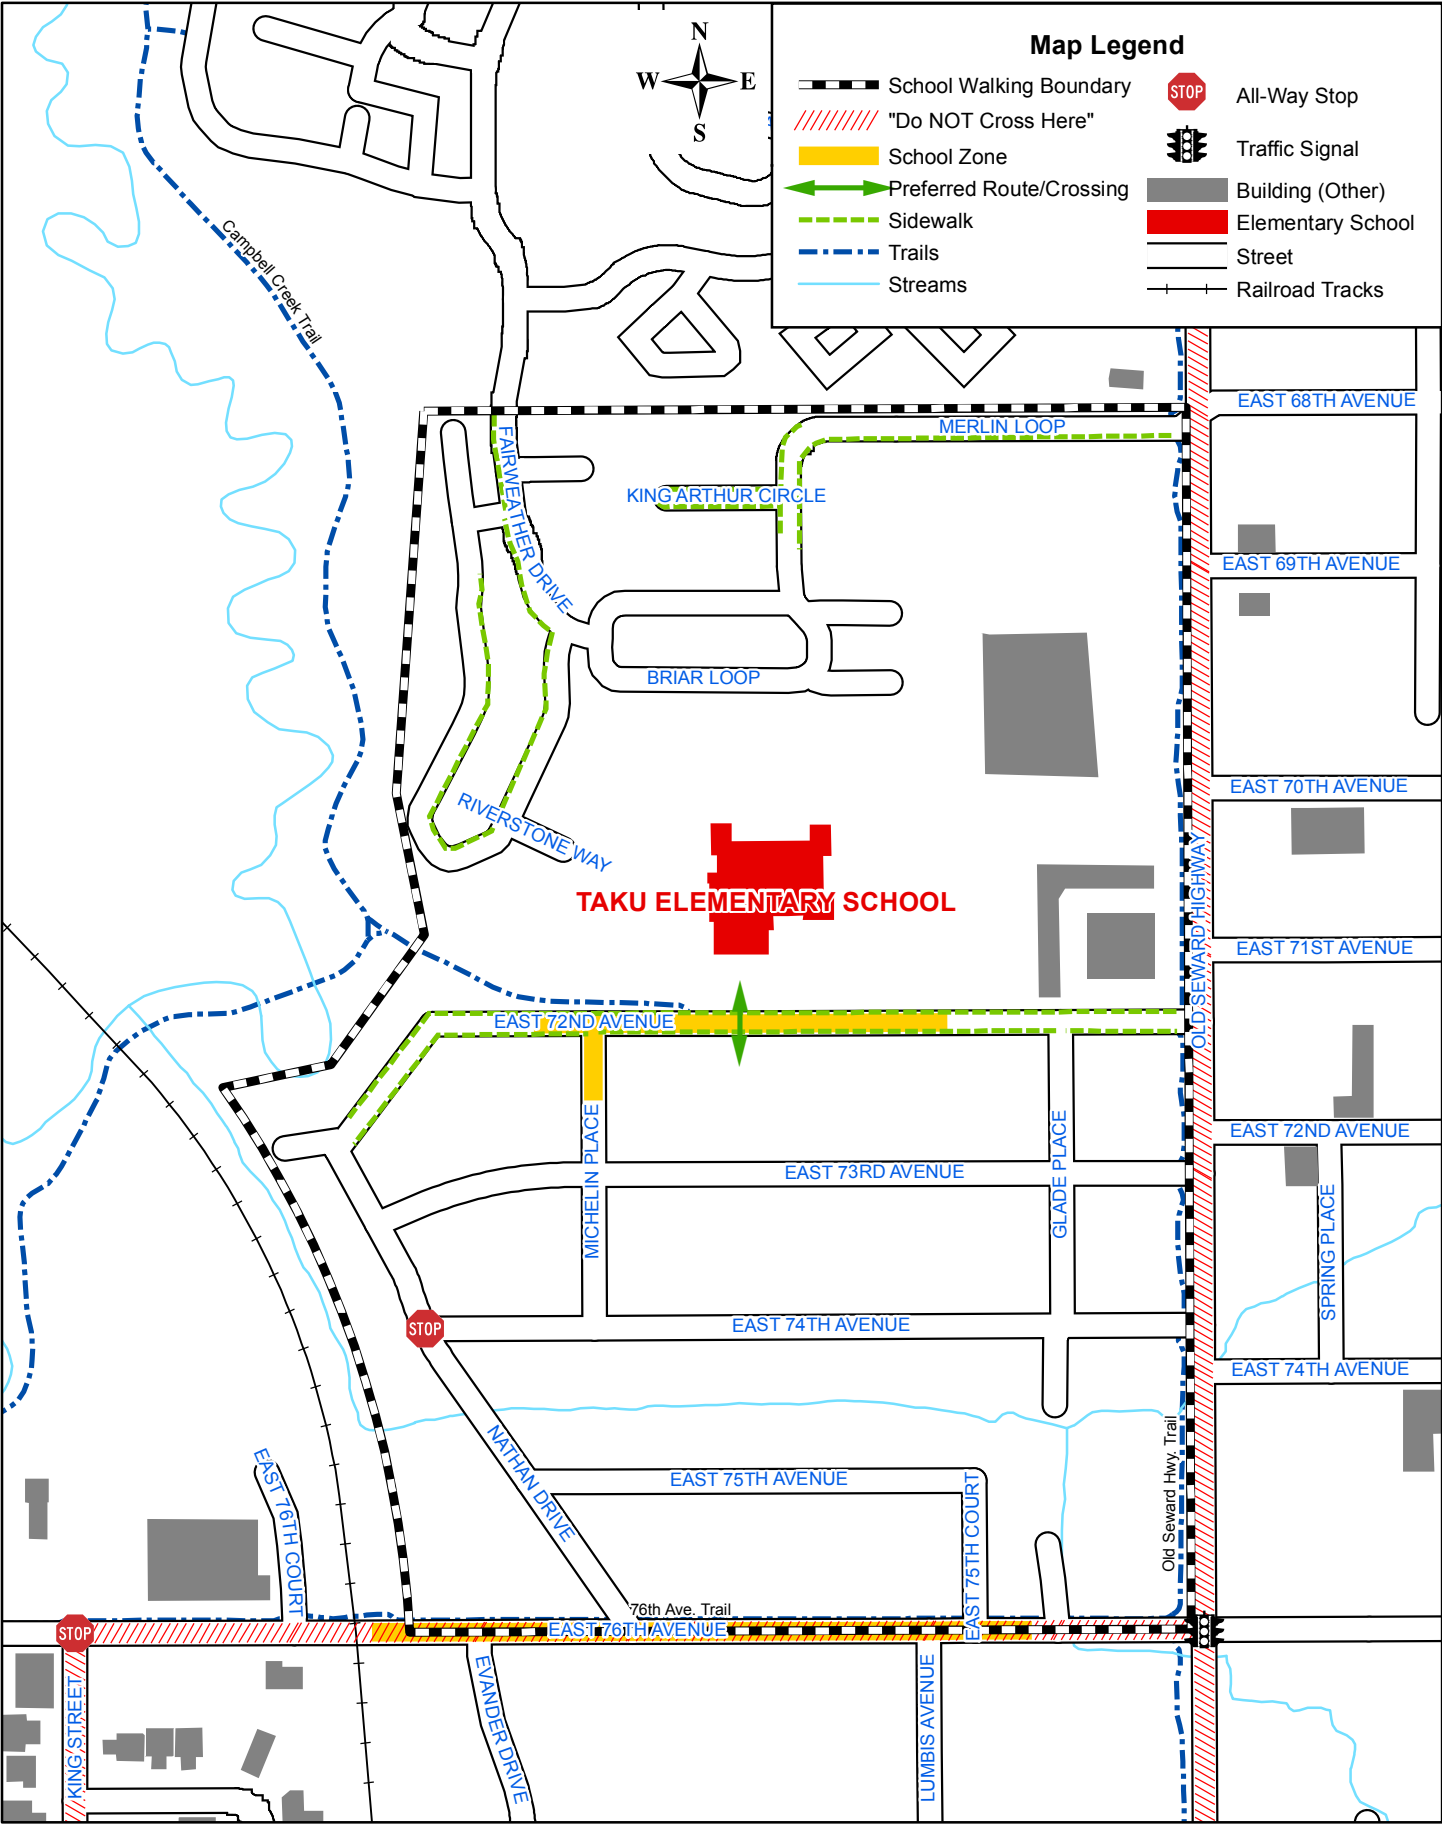 N
W
E
S
Map Legend
School Walking Boundary
"Do NOT Cross Here"
School Zone
Preferred Route/Crossing
Sidewalk
Trails
Streams
STOP
All-Way Stop
Traffic Signal
Building (Other)
Elementary School
Street
Railroad Tracks
Campbell Creek Trail
EAST 68TH AVENUE
MERLIN LOOP
FAIRWEATHER DRIVE
KING ARTHUR CIRCLE
EAST 69TH AVENUE
BRIAR LOOP
EAST 70TH AVENUE
RIVERSTONE WAY
TAKU ELEMENTARY SCHOOL
OLD SEWARD HIGHWAY
EAST 71ST AVENUE
EAST 72ND AVENUE
EAST 72ND AVENUE
MICHELIN PLACE
GLADE PLACE
EAST 73RD AVENUE
SPRING PLACE
STOP
EAST 74TH AVENUE
EAST 74TH AVENUE
NATHAN DRIVE
Old Seward Hwy. Trail
EAST 76TH COURT
EAST 75TH AVENUE
EAST 75TH COURT
76th Ave. Trail
STOP
EAST 76TH AVENUE
KING STREET
EVANDER DRIVE
LUMBIS AVENUE